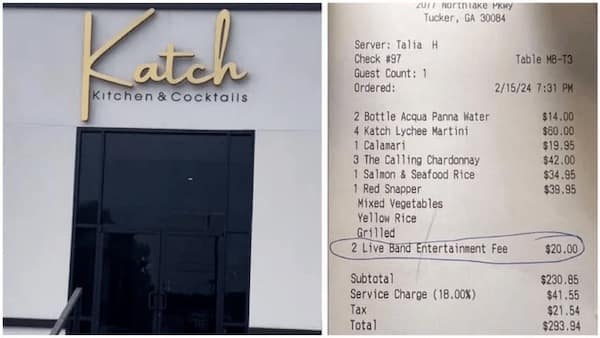 Katch
Kitchen & Cocktails
2077 Northlake Pkwy
Tucker, GA 30084
Server: Talia H
Check #97 Table MB-T3
Guest Count: 1
Ordered: 2/15/24 7:31 PM
2 Bottle Acqua Panna Water $14.00
4 Katch Lychee Martini $60.00
1 Calamari $19.95
3 The Calling Chardonnay $42.00
1 Salmon & Seafood Rice $34.95
1 Red Snapper $39.95
Mixed Vegetables
Yellow Rice
Grilled
2 Live Band Entertainment Fee $20.00
Subtotal $230.85
Service Charge (18.00%) $41.55
Tax $21.54
Total $293.94